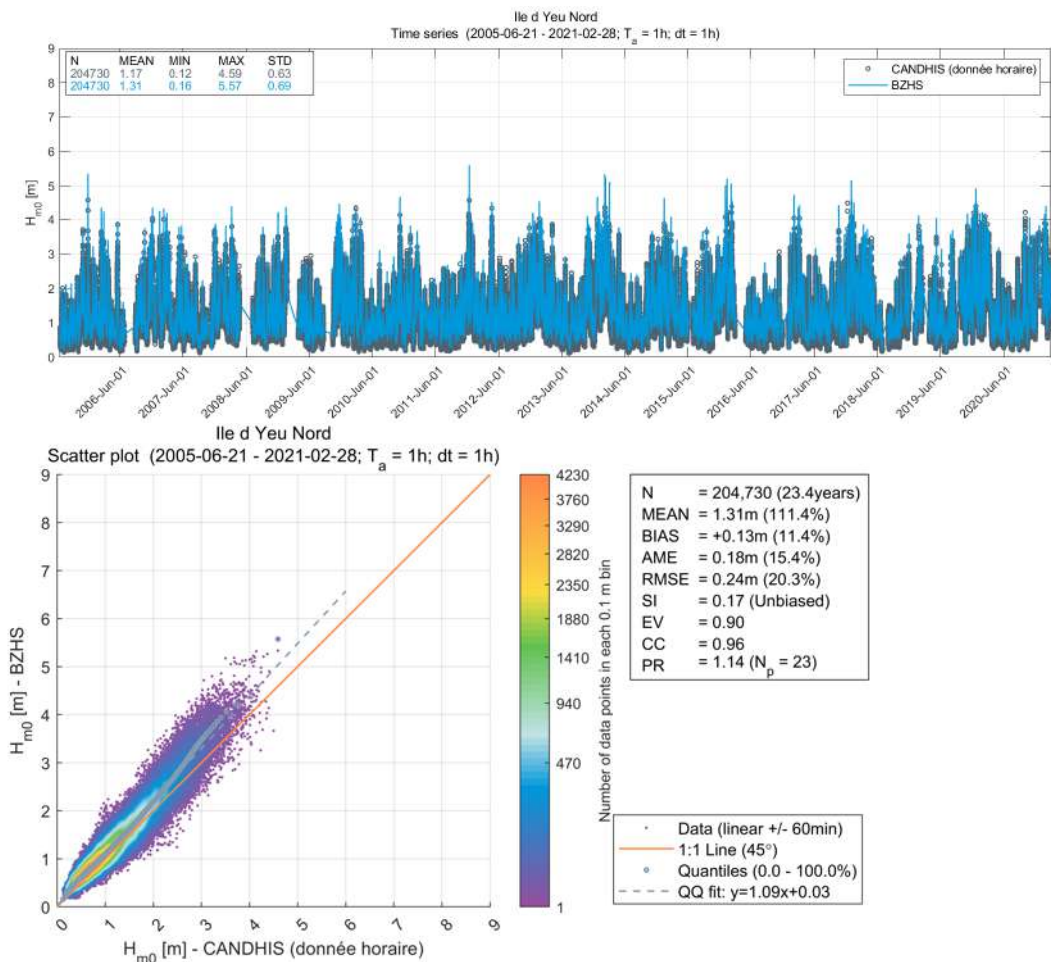 Ile d Yeu Nord
Time series (2005-06-21 - 2021-02-28; T_a = 1h; dt = 1h)
N MEAN MIN MAX STD
204730 1.17 0.12 4.59 0.63
204730 1.31 0.16 5.57 0.69
CANDHIS (donnée horaire)
BZHS
H_m0 [m]
9
8
7
6
5
4
3
2
1
0
2006-Jun-01
2007-Jun-01
2008-Jun-01
2009-Jun-01
2010-Jun-01
2011-Jun-01
2012-Jun-01
2013-Jun-01
2014-Jun-01
2015-Jun-01
2016-Jun-01
2017-Jun-01
2018-Jun-01
2019-Jun-01
2020-Jun-01
Ile d Yeu Nord
Scatter plot (2005-06-21 - 2021-02-28; T_a = 1h; dt = 1h)
H_m0 [m] - BZHS
9
8
7
6
5
4
3
2
1
0
0 1 2 3 4 5 6 7 8 9
H_m0 [m] - CANDHIS (donnée horaire)
4230
3760
3290
2820
2350
1880
1410
470
1
Number of data points in each 0.1 m bin
N = 204,730 (23.4years)
MEAN = 1.31m (111.4%)
BIAS = +0.13m (11.4%)
AME = 0.18m (15.4%)
RMSE = 0.24m (20.3%)
SI = 0.17 (Unbiased)
EV = 0.90
CC = 0.96
PR = 1.14 (N_p = 23)
Data (linear +/- 60min)
1:1 Line (45°)
Quantiles (0.0 - 100.0%)
QQ fit: y=1.09x+0.03